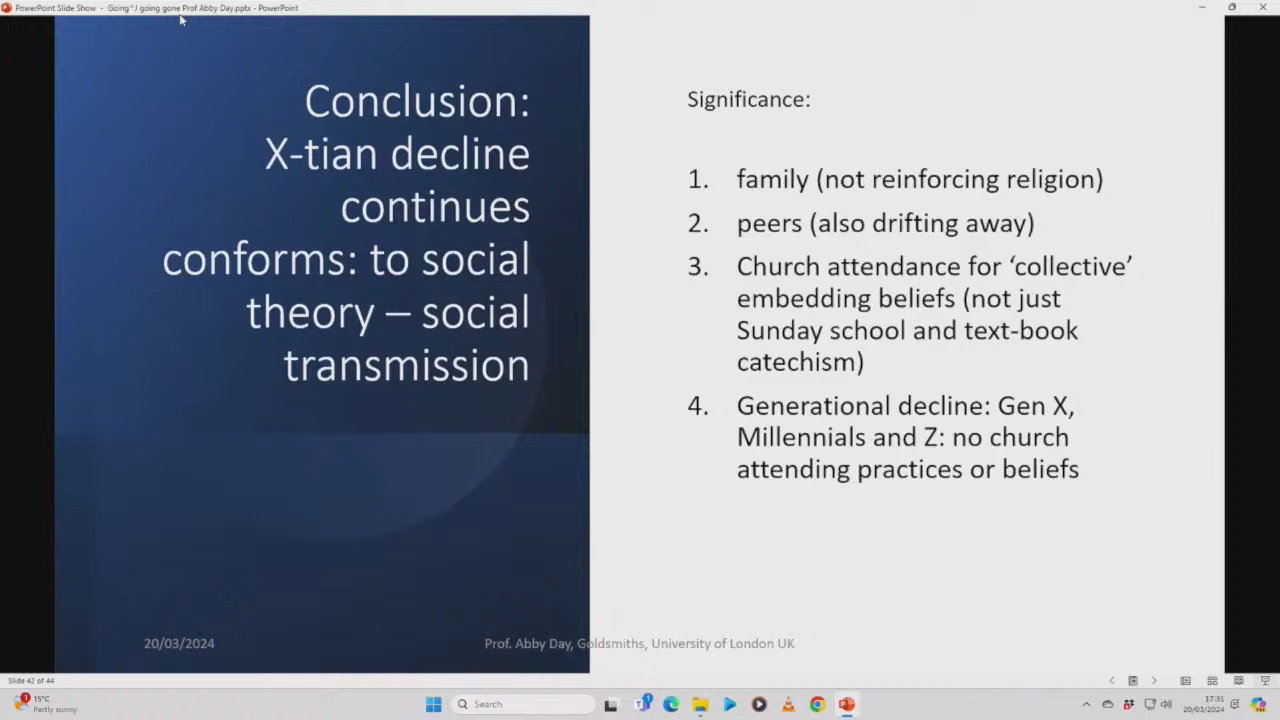 PowerPoint Slide Show - Going^J going gone Prof Abby Day.pptx - PowerPoint
Conclusion:
X-tian decline
continues
conforms: to social
theory – social
transmission
Significance:
1. family (not reinforcing religion)
2. peers (also drifting away)
3. Church attendance for ‘collective’
embedding beliefs (not just
Sunday school and text-book
catechism)
4. Generational decline: Gen X,
Millennials and Z: no church
attending practices or beliefs
20/03/2024
Prof. Abby Day, Goldsmiths, University of London UK
Slide 42 of 44
1
15°C
Partly sunny
Search
1
17:31
20/03/2024